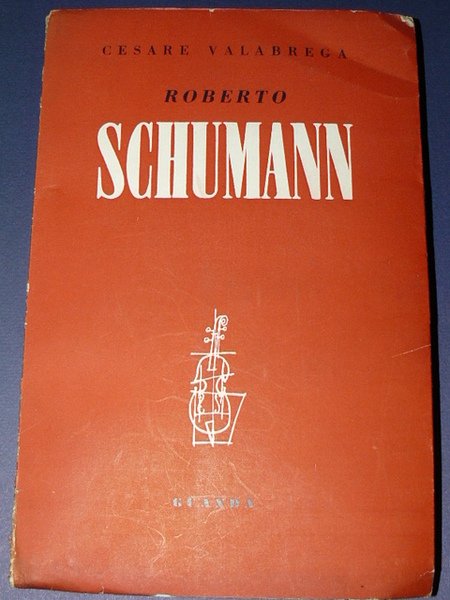 CESARE VALABREGA
ROBERTO
SCHUMANN
GUANDA